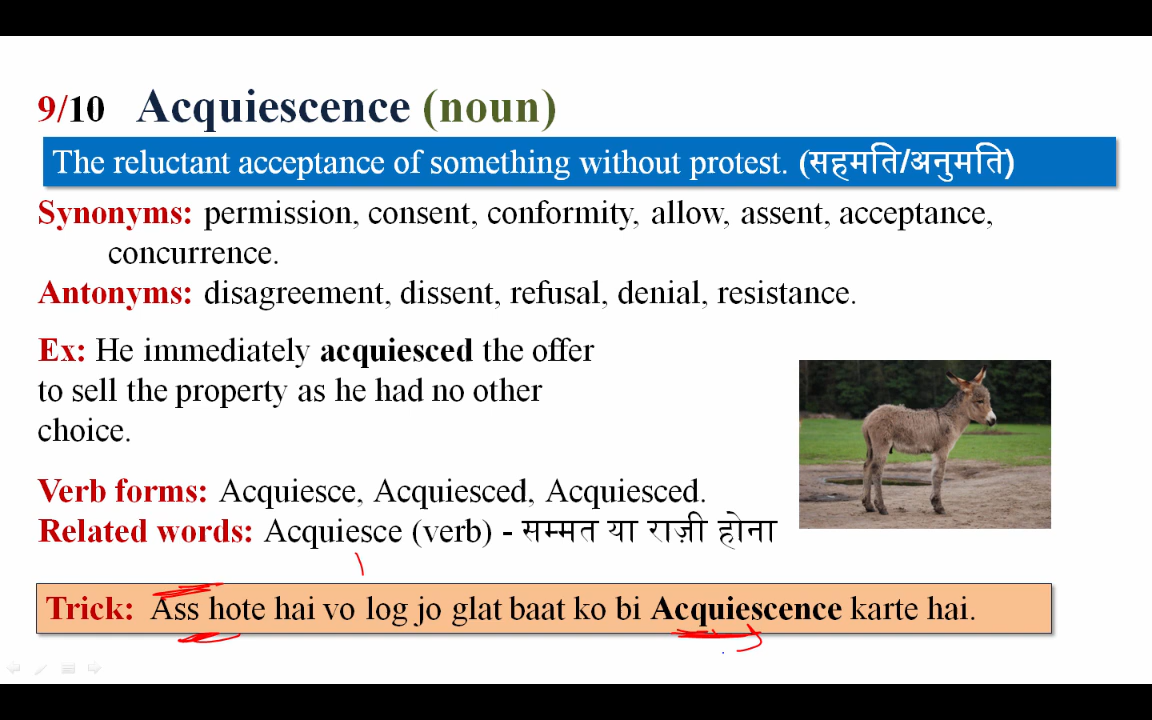 9/10 Acquiescence (noun)
The reluctant acceptance of something without protest. (सहमति/अनुमति)
Synonyms: permission, consent, conformity, allow, assent, acceptance,
concurrence.
Antonyms: disagreement, dissent, refusal, denial, resistance.
Ex: He immediately acquiesced the offer
to sell the property as he had no other
choice.
Verb forms: Acquiesce, Acquiesced, Acquiesced.
Related words: Acquiesce (verb) - सम्मत या राज़ी होना
Trick: Ass hote hai vo log jo glat baat ko bi Acquiescence karte hai.